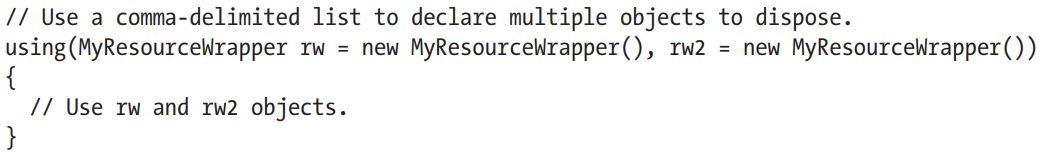 // Use a comma-delimited list to declare multiple objects to dispose.
using(MyResourceWrapper rw = new MyResourceWrapper(), rw2 = new MyResourceWrapper())
{
  // Use rw and rw2 objects.
}